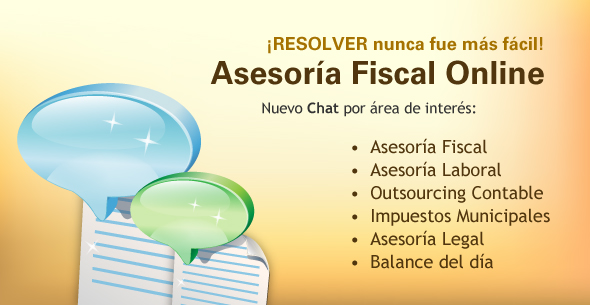 ¡RESOLVER nunca fue más fácil!
Asesoría Fiscal Online
Nuevo Chat por área de interés:
• Asesoría Fiscal
• Asesoría Laboral
• Outsourcing Contable
• Impuestos Municipales
• Asesoría Legal
• Balance del día